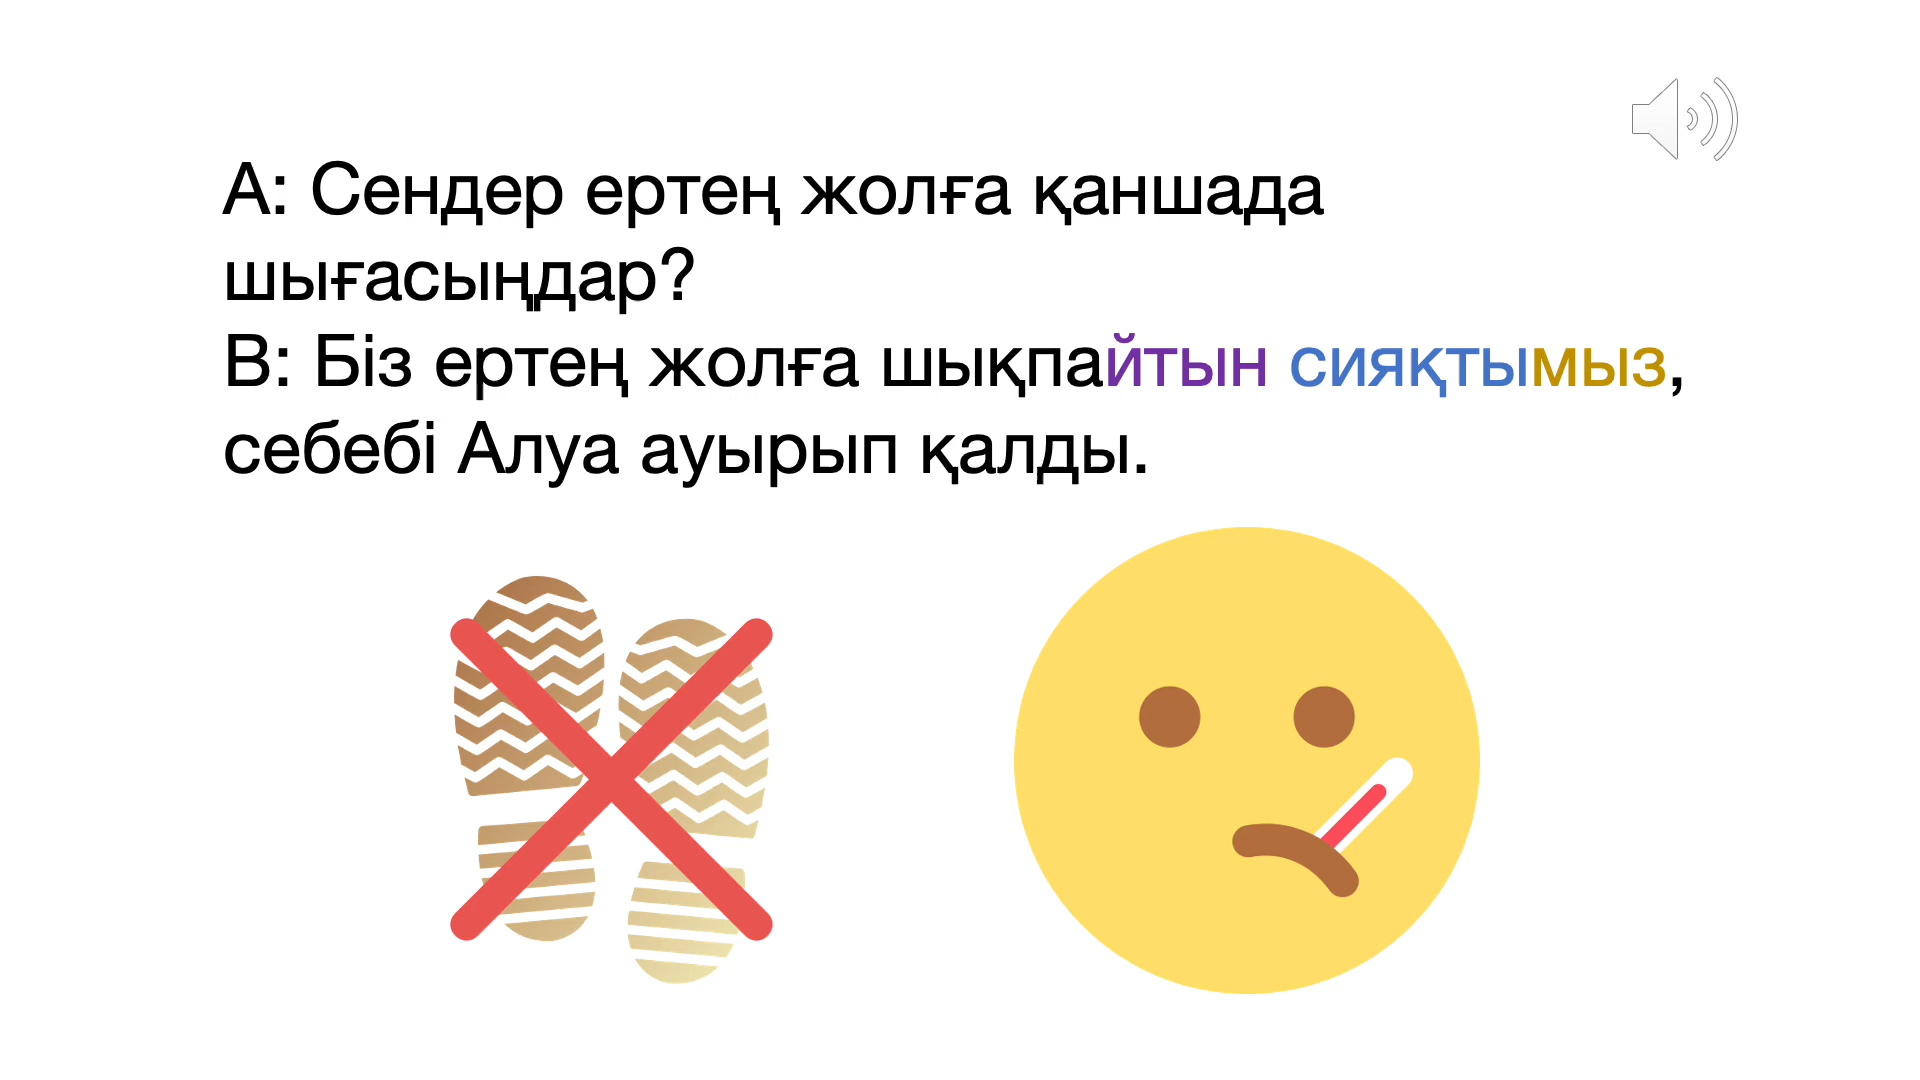 А: Сендер ертең жолға қаншада
шығасыңдар?
В: Біз ертең жолға шықпайтын сияқтымыз,
себебі Алуа ауырып қалды.